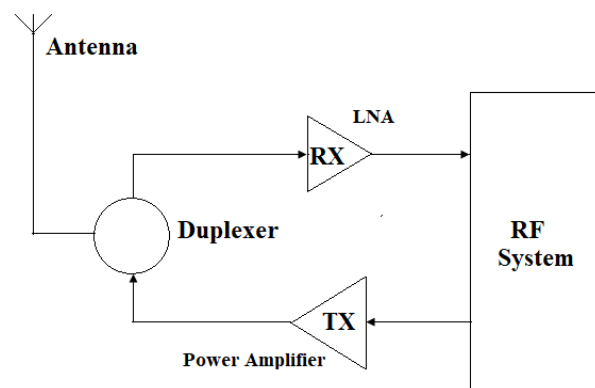 Antenna
LNA
RX
Duplexer
RF
System
TX
Power Amplifier